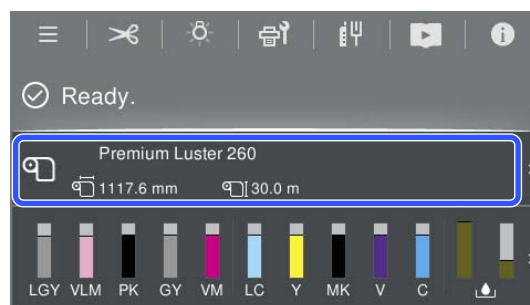 Ready.
Premium Luster 260
1117.6 mm 30.0 m
LGY VLM PK GY VM LC Y MK V C